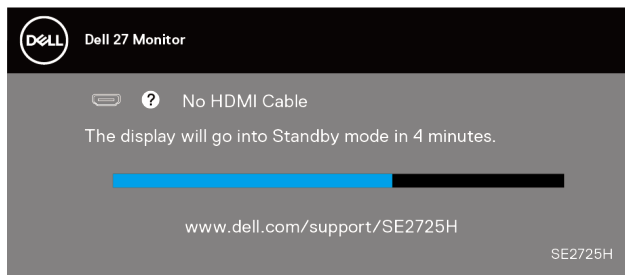 DELL
Dell 27 Monitor
? No HDMI Cable
The display will go into Standby mode in 4 minutes.
www.dell.com/support/SE2725H
SE2725H